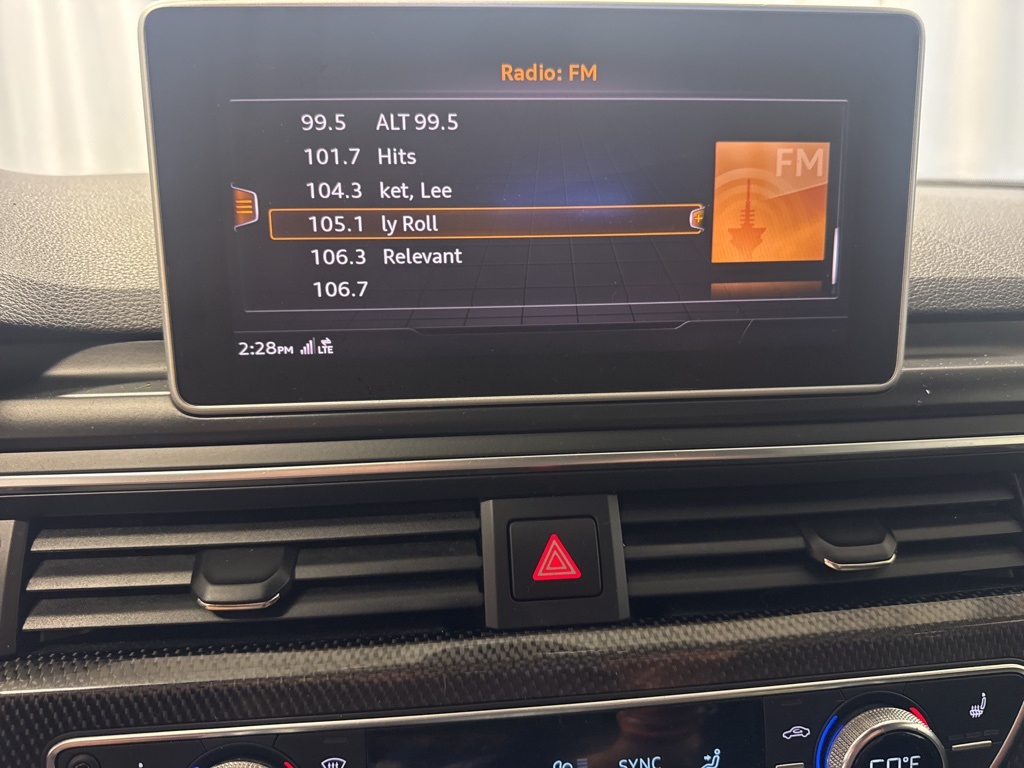 Radio: FM
99.5 ALT 99.5
101.7 Hits
104.3 ket, Lee
105.1 ly Roll
106.3 Relevant
106.7
FM
2:28PM LTE
SYNC